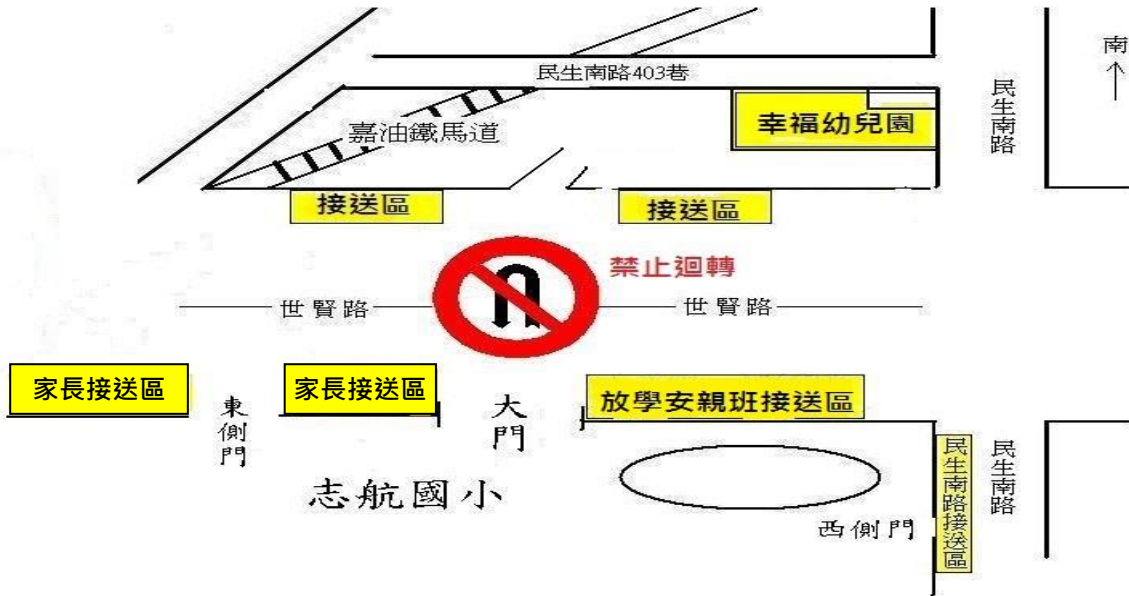 南
民生南路403巷
民生南路
嘉油鐵馬道
幸福幼兒園
接送區
接送區
禁止迴轉
世賢路
世賢路
家長接送區
家長接送區
放學安親班接送區
東側門
大門
志航國小
西側門
民生南路接送區
民生南路